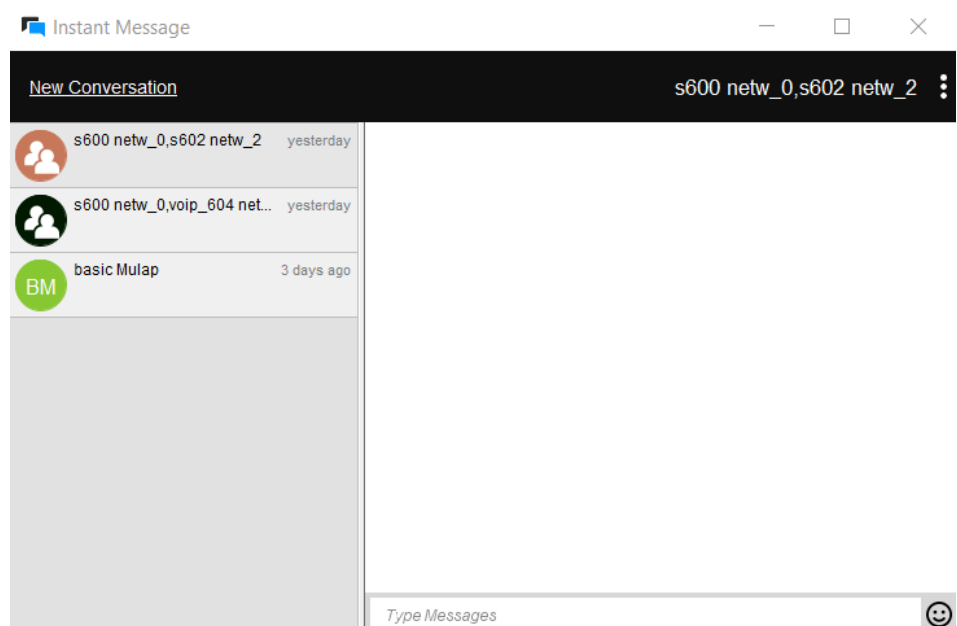 Instant Message
New Conversation
s600 netw_0,s602 netw_2
s600 netw_0,s602 netw_2 yesterday
s600 netw_0,voip_604 net... yesterday
BM
basic Mulap 3 days ago
Type Messages